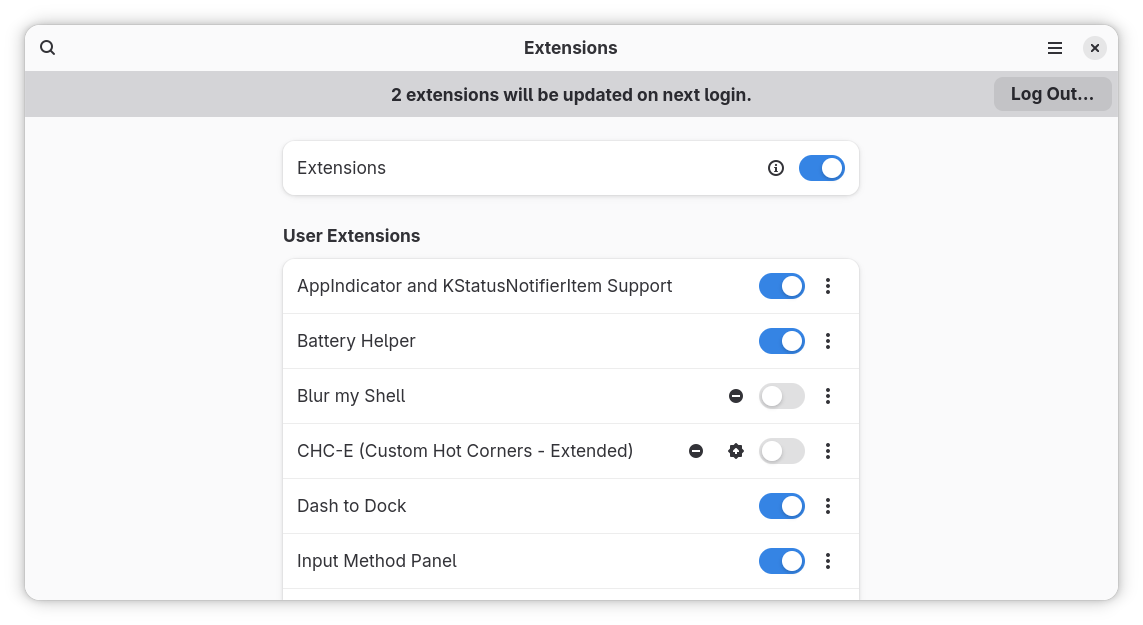 Extensions
2 extensions will be updated on next login.
Log Out...
Extensions
User Extensions
AppIndicator and KStatusNotifierItem Support
Battery Helper
Blur my Shell
CHC-E (Custom Hot Corners - Extended)
Dash to Dock
Input Method Panel